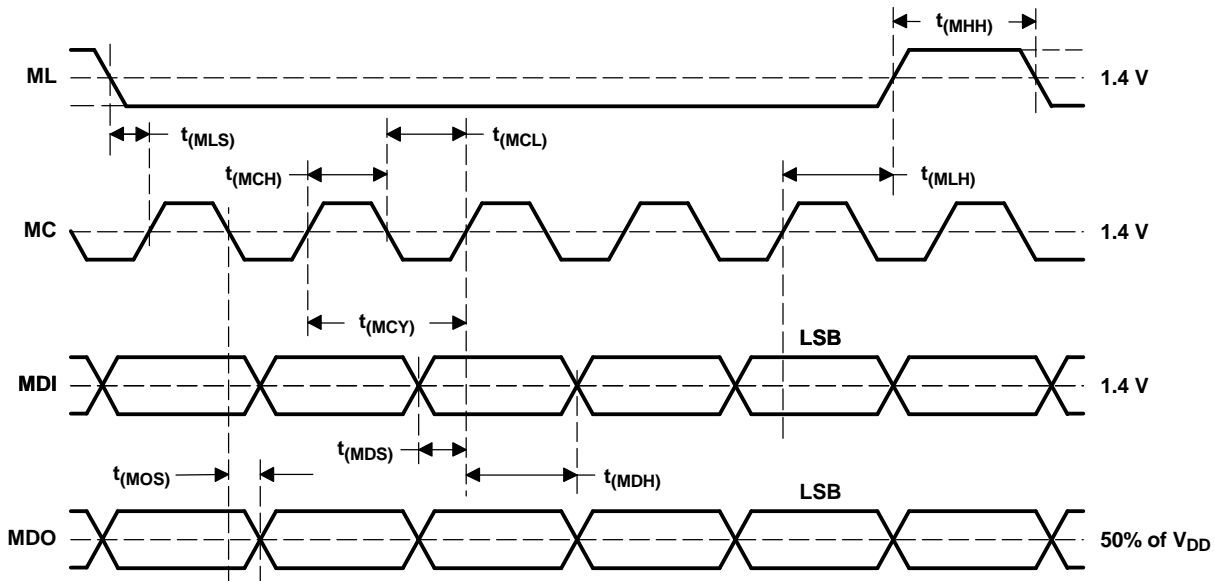 t(MHH)
ML
1.4 V
t(MLS)
t(MCL)
t(MCH)
t(MLH)
MC
1.4 V
t(MCY)
LSB
MDI
1.4 V
t(MDS)
t(MOS)
t(MDH)
LSB
MDO
50% of VDD